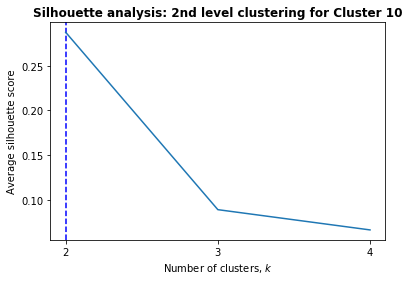 Silhouette analysis: 2nd level clustering for Cluster 10
Average silhouette score
0.25
0.20
0.15
0.10
2
3
4
Number of clusters, k